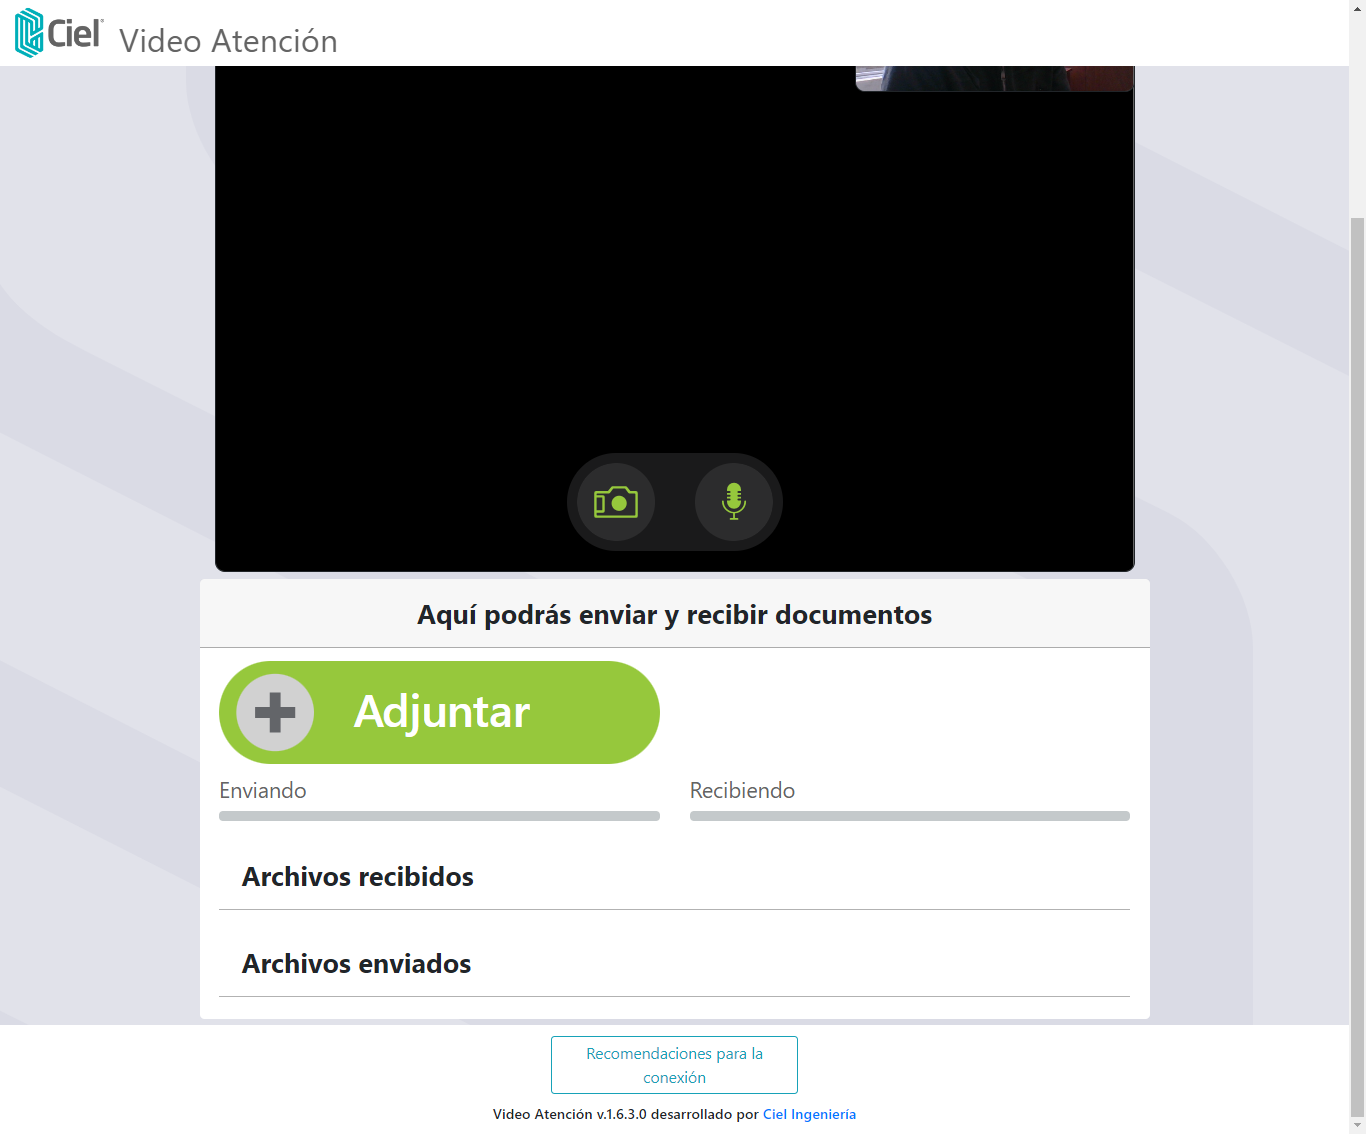 Ciel®
Video Atención
Aquí podrás enviar y recibir documentos
Adjuntar
Enviando
Recibiendo
Archivos recibidos
Archivos enviados
Recomendaciones para la
conexión
Video Atención v.1.6.3.0 desarrollado por Ciel Ingeniería